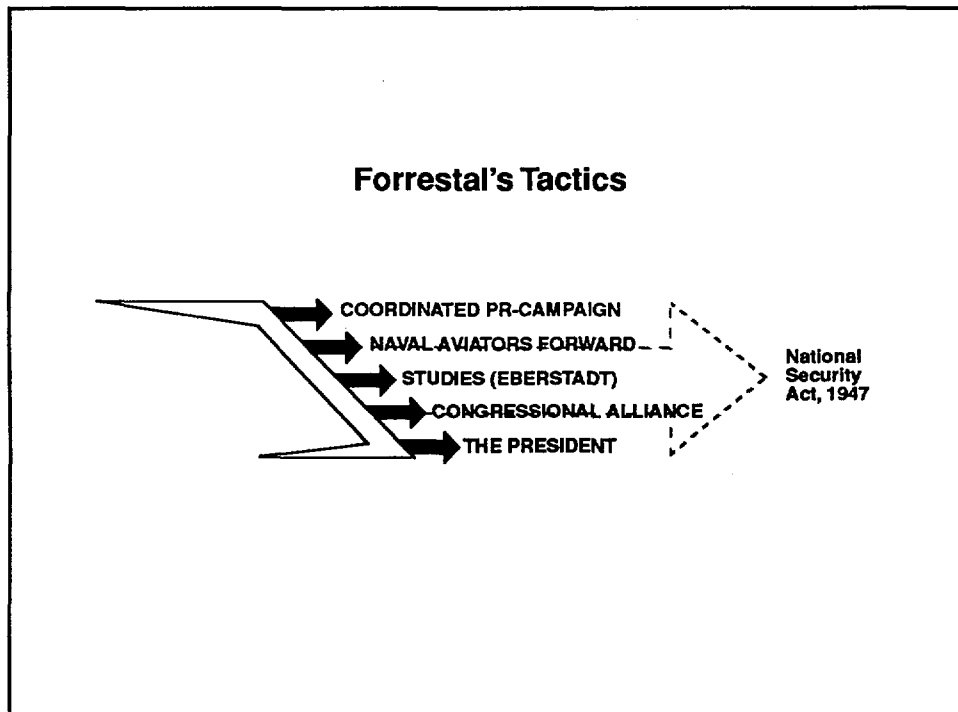 Forrestal's Tactics
COORDINATED PR-CAMPAIGN
NAVAL AVIATORS FORWARD
STUDIES (EBERSTADT)
CONGRESSIONAL ALLIANCE
THE PRESIDENT
National
Security
Act, 1947